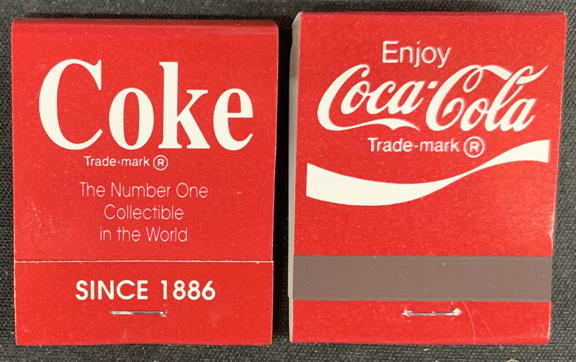 Coke
Trade-mark ®
The Number One
Collectible
in the World
SINCE 1886
Enjoy
Coca-Cola
Trade-mark ®